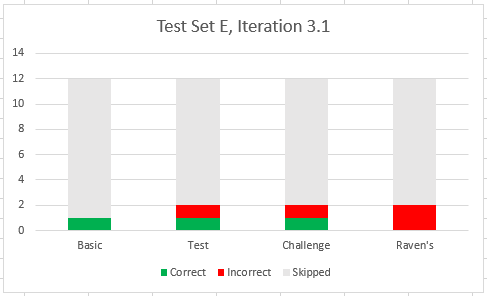 Test Set E, Iteration 3.1
14
12
10
8
6
4
2
0
Basic Test Challenge Raven's
Correct Incorrect Skipped